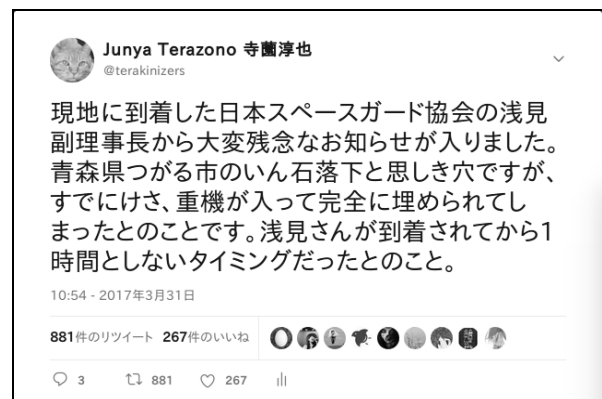 Junya Terazono 寺薗淳也
@terakinizers
現地に到着した日本スペースガード協会の浅見
副理事長から大変残念なお知らせが入りました。
青森県つがる市のいん石落下と思しき穴ですが、
すでにけさ、重機が入って完全に埋められてし
まったとのことです。浅見さんが到着されてから1
時間としないタイミングだったとのこと。
10:54 - 2017年3月31日
881件のリツイート 267件のいいね
3 881 267